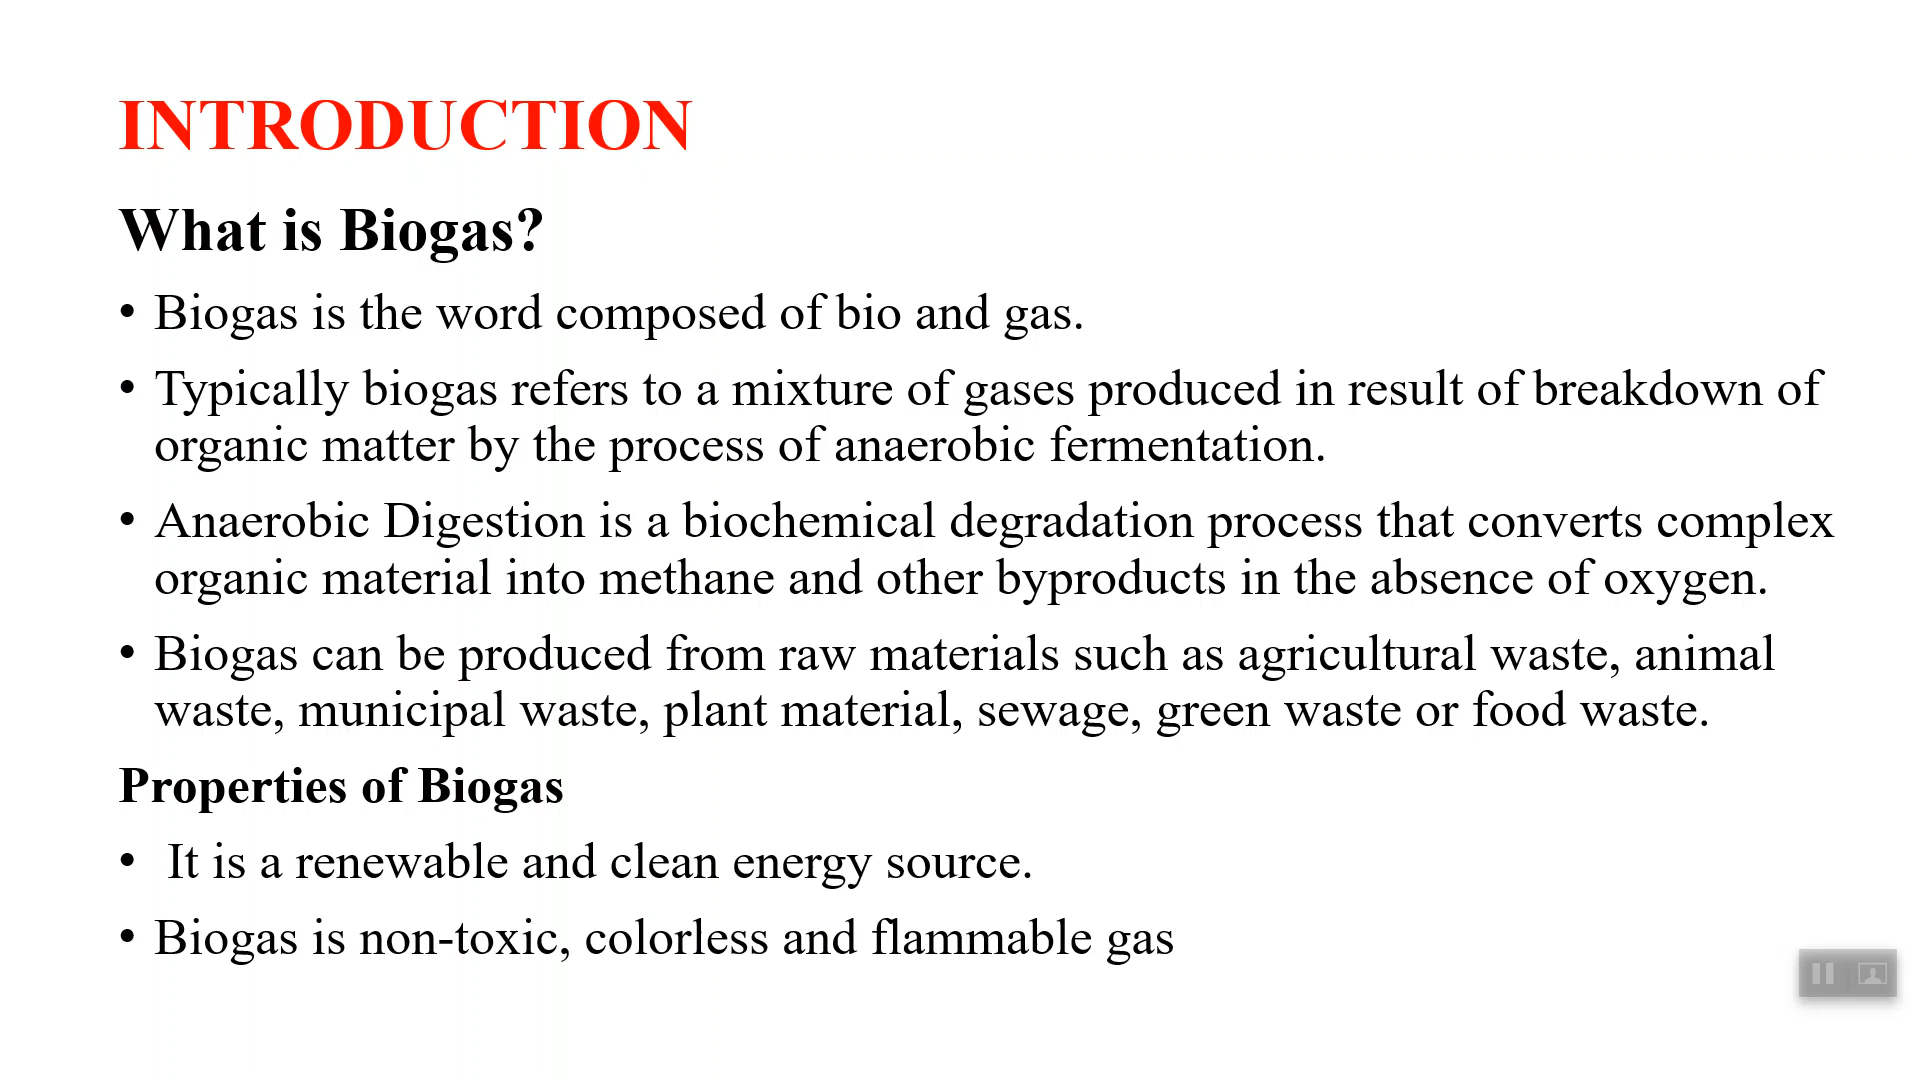 INTRODUCTION
What is Biogas?
• Biogas is the word composed of bio and gas.
• Typically biogas refers to a mixture of gases produced in result of breakdown of
organic matter by the process of anaerobic fermentation.
• Anaerobic Digestion is a biochemical degradation process that converts complex
organic material into methane and other byproducts in the absence of oxygen.
• Biogas can be produced from raw materials such as agricultural waste, animal
waste, municipal waste, plant material, sewage, green waste or food waste.
Properties of Biogas
• It is a renewable and clean energy source.
• Biogas is non-toxic, colorless and flammable gas